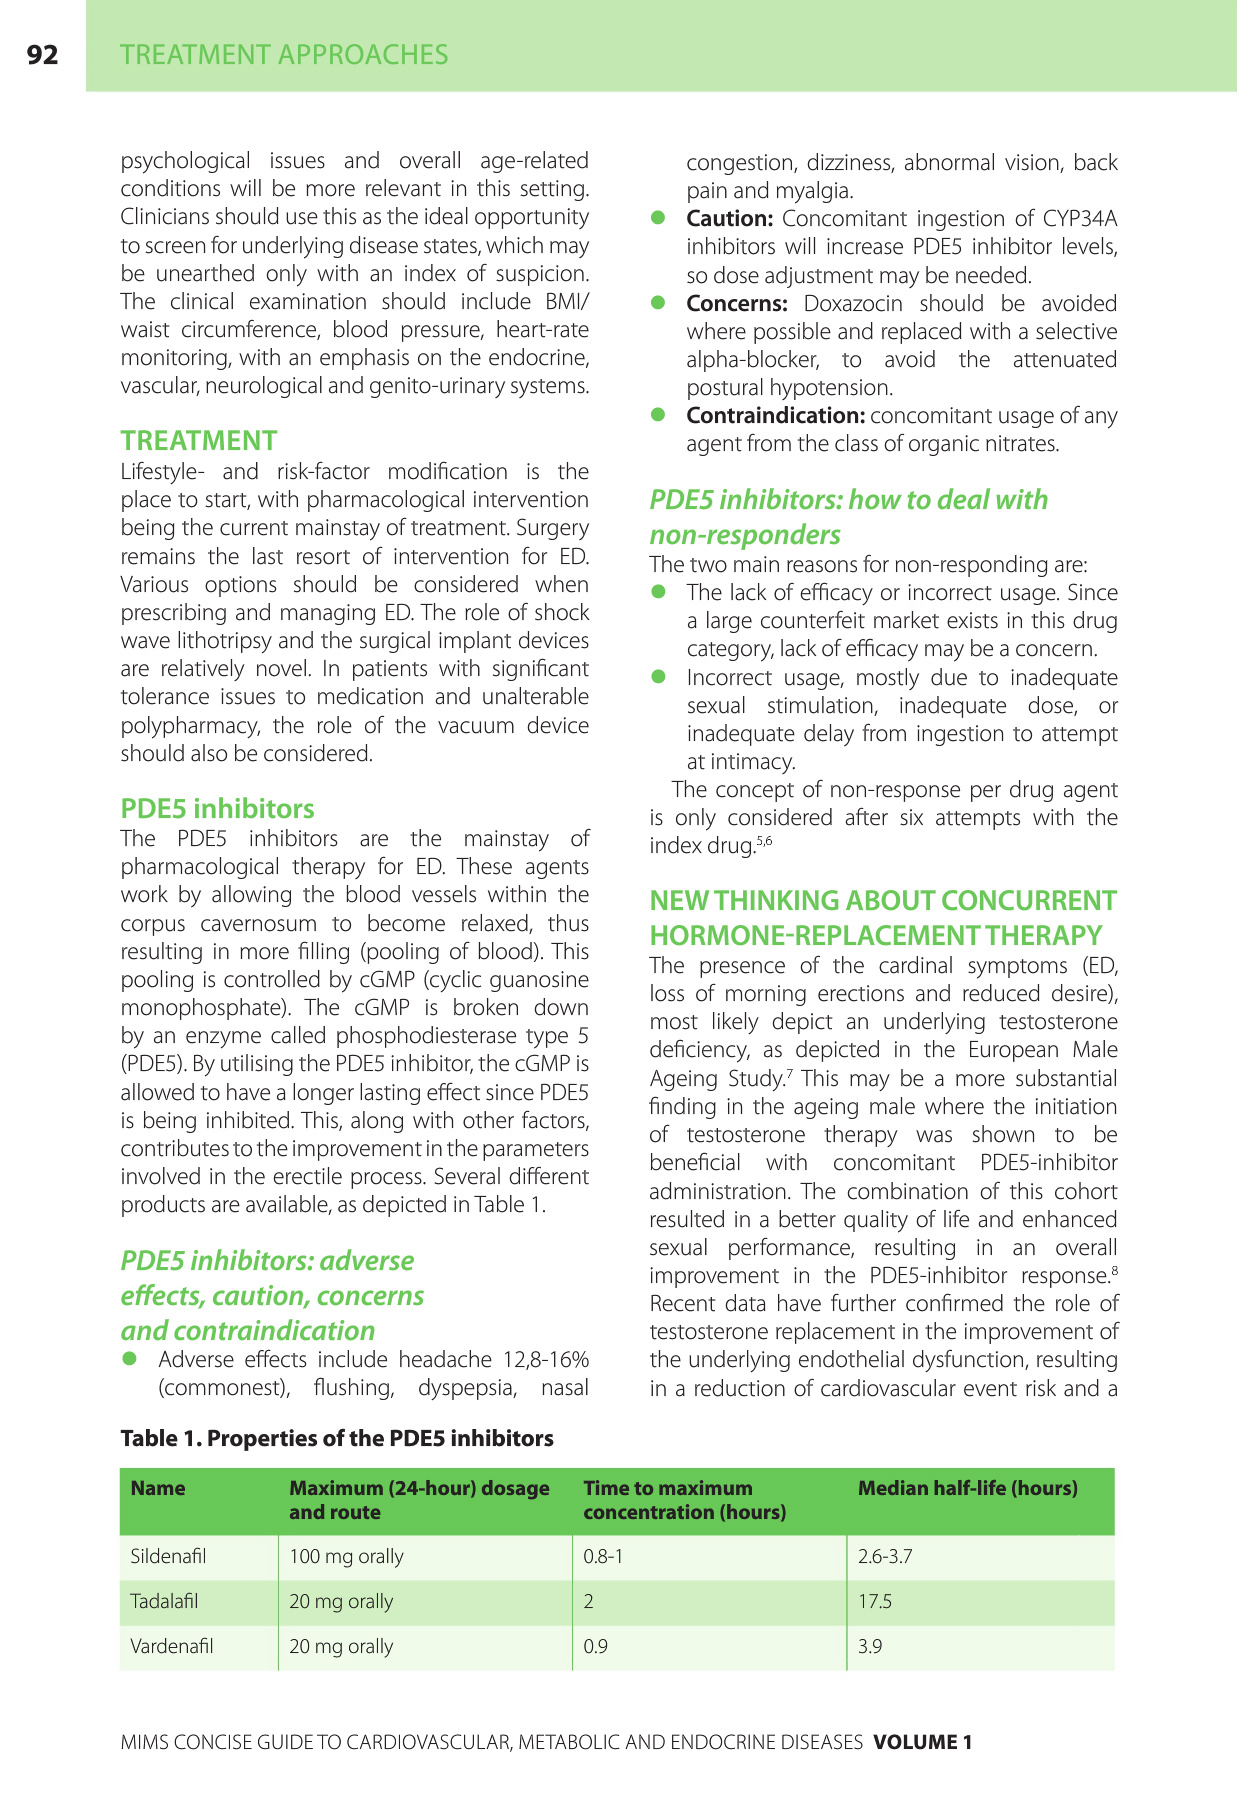 92
TREATMENT APPROACHES
psychological issues and overall age-related
conditions will be more relevant in this setting.
Clinicians should use this as the ideal opportunity
to screen for underlying disease states, which may
be unearthed only with an index of suspicion.
The clinical examination should include BMI/
waist circumference, blood pressure, heart-rate
monitoring, with an emphasis on the endocrine,
vascular, neurological and genito-urinary systems.
TREATMENT
Lifestyle- and risk-factor modification is the
place to start, with pharmacological intervention
being the current mainstay of treatment. Surgery
remains the last resort of intervention for ED.
Various options should be considered when
prescribing and managing ED. The role of shock
wave lithotripsy and the surgical implant devices
are relatively novel. In patients with significant
tolerance issues to medication and unalterable
polypharmacy, the role of the vacuum device
should also be considered.
PDE5 inhibitors
The PDE5 inhibitors are the mainstay of
pharmacological therapy for ED. These agents
work by allowing the blood vessels within the
corpus cavernosum to become relaxed, thus
resulting in more filling (pooling of blood). This
pooling is controlled by cGMP (cyclic guanosine
monophosphate). The cGMP is broken down
by an enzyme called phosphodiesterase type 5
(PDE5). By utilising the PDE5 inhibitor, the cGMP is
allowed to have a longer lasting effect since PDE5
is being inhibited. This, along with other factors,
contributes to the improvement in the parameters
involved in the erectile process. Several different
products are available, as depicted in Table 1.
PDE5 inhibitors: adverse
effects, caution, concerns
and contraindication
● Adverse effects include headache 12,8-16%
(commonest), flushing, dyspepsia, nasal
congestion, dizziness, abnormal vision, back
pain and myalgia.
● Caution: Concomitant ingestion of CYP34A
inhibitors will increase PDE5 inhibitor levels,
so dose adjustment may be needed.
● Concerns: Doxazocin should be avoided
where possible and replaced with a selective
alpha-blocker, to avoid the attenuated
postural hypotension.
● Contraindication: concomitant usage of any
agent from the class of organic nitrates.
PDE5 inhibitors: how to deal with
non-responders
The two main reasons for non-responding are:
● The lack of efficacy or incorrect usage. Since
a large counterfeit market exists in this drug
category, lack of efficacy may be a concern.
● Incorrect usage, mostly due to inadequate
sexual stimulation, inadequate dose, or
inadequate delay from ingestion to attempt
at intimacy.
The concept of non-response per drug agent
is only considered after six attempts with the
index drug.5,6
NEW THINKING ABOUT CONCURRENT
HORMONE-REPLACEMENT THERAPY
The presence of the cardinal symptoms (ED,
loss of morning erections and reduced desire),
most likely depict an underlying testosterone
deficiency, as depicted in the European Male
Ageing Study.7 This may be a more substantial
finding in the ageing male where the initiation
of testosterone therapy was shown to be
beneficial with concomitant PDE5-inhibitor
administration. The combination of this cohort
resulted in a better quality of life and enhanced
sexual performance, resulting in an overall
improvement in the PDE5-inhibitor response.8
Recent data have further confirmed the role of
testosterone replacement in the improvement of
the underlying endothelial dysfunction, resulting
in a reduction of cardiovascular event risk and a
Table 1. Properties of the PDE5 inhibitors
Name Maximum (24-hour) dosage and route Time to maximum concentration (hours) Median half-life (hours)
Sildenafil 100 mg orally 0.8-1 2.6-3.7
Tadalafil 20 mg orally 2 17.5
Vardenafil 20 mg orally 0.9 3.9
MIMS CONCISE GUIDE TO CARDIOVASCULAR, METABOLIC AND ENDOCRINE DISEASES VOLUME 1